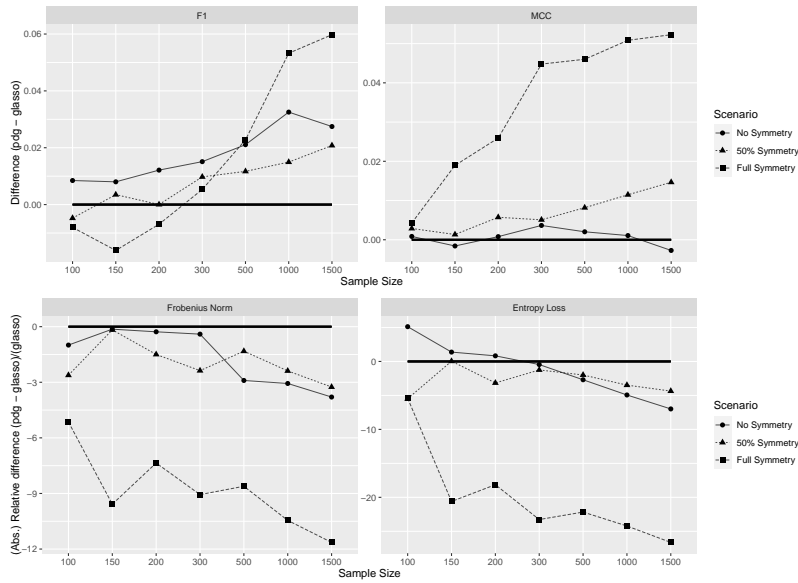 F1
MCC
Difference (pdg − glasso)
0.06
0.04
0.02
0.00
0.04
0.02
0.00
100 150 200 300 500 1000 1500
100 150 200 300 500 1000 1500
Sample Size
Scenario
No Symmetry
50% Symmetry
Full Symmetry
Frobenius Norm
Entropy Loss
(Abs.) Relative difference (pdg − glasso)/(glasso)
0
−3
−6
−9
−12
0
−10
−20
100 150 200 300 500 1000 1500
100 150 200 300 500 1000 1500
Sample Size
Scenario
No Symmetry
50% Symmetry
Full Symmetry